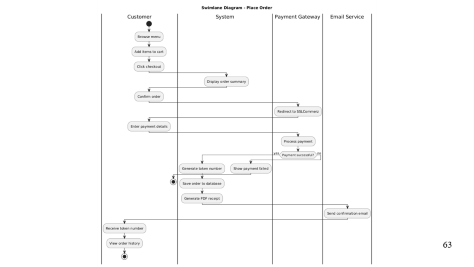 Swimlane Diagram - Place Order
Customer
System
Payment Gateway
Email Service
Browse menu
Add items to cart
Click checkout
Display order summary
Confirm order
Redirect to SSLCommerz
Enter payment details
Process payment
Payment successful?
Generate token number
Show payment failed
Save order to database
Generate PDF receipt
Send confirmation email
Receive token number
View order history
63